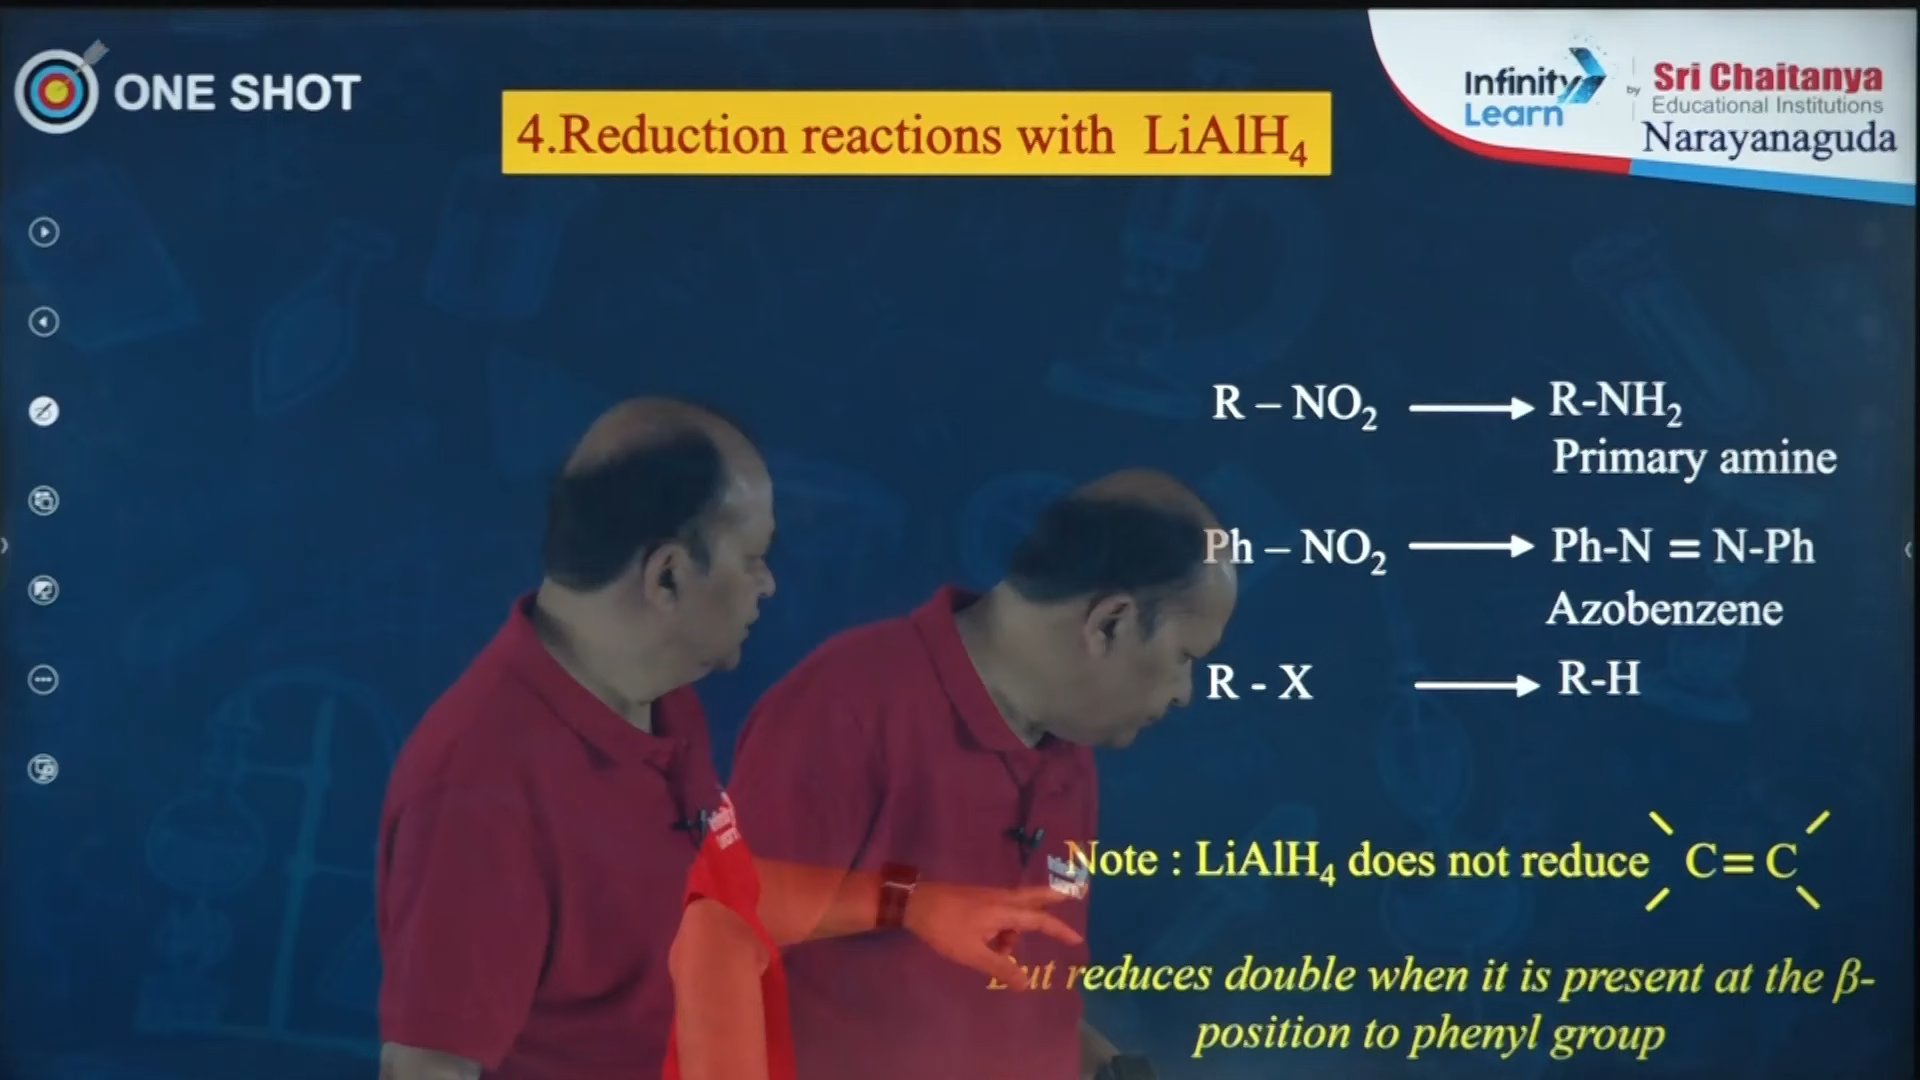 ONE SHOT
4.Reduction reactions with LiAlH₄
Infinity Learn by Sri Chaitanya
Educational Institutions
Narayanaguda
R – NO₂ → R-NH₂
Primary amine
Ph – NO₂ → Ph-N = N-Ph
Azobenzene
R - X → R-H
Note : LiAlH₄ does not reduce C=C
But reduces double when it is present at the β-
position to phenyl group